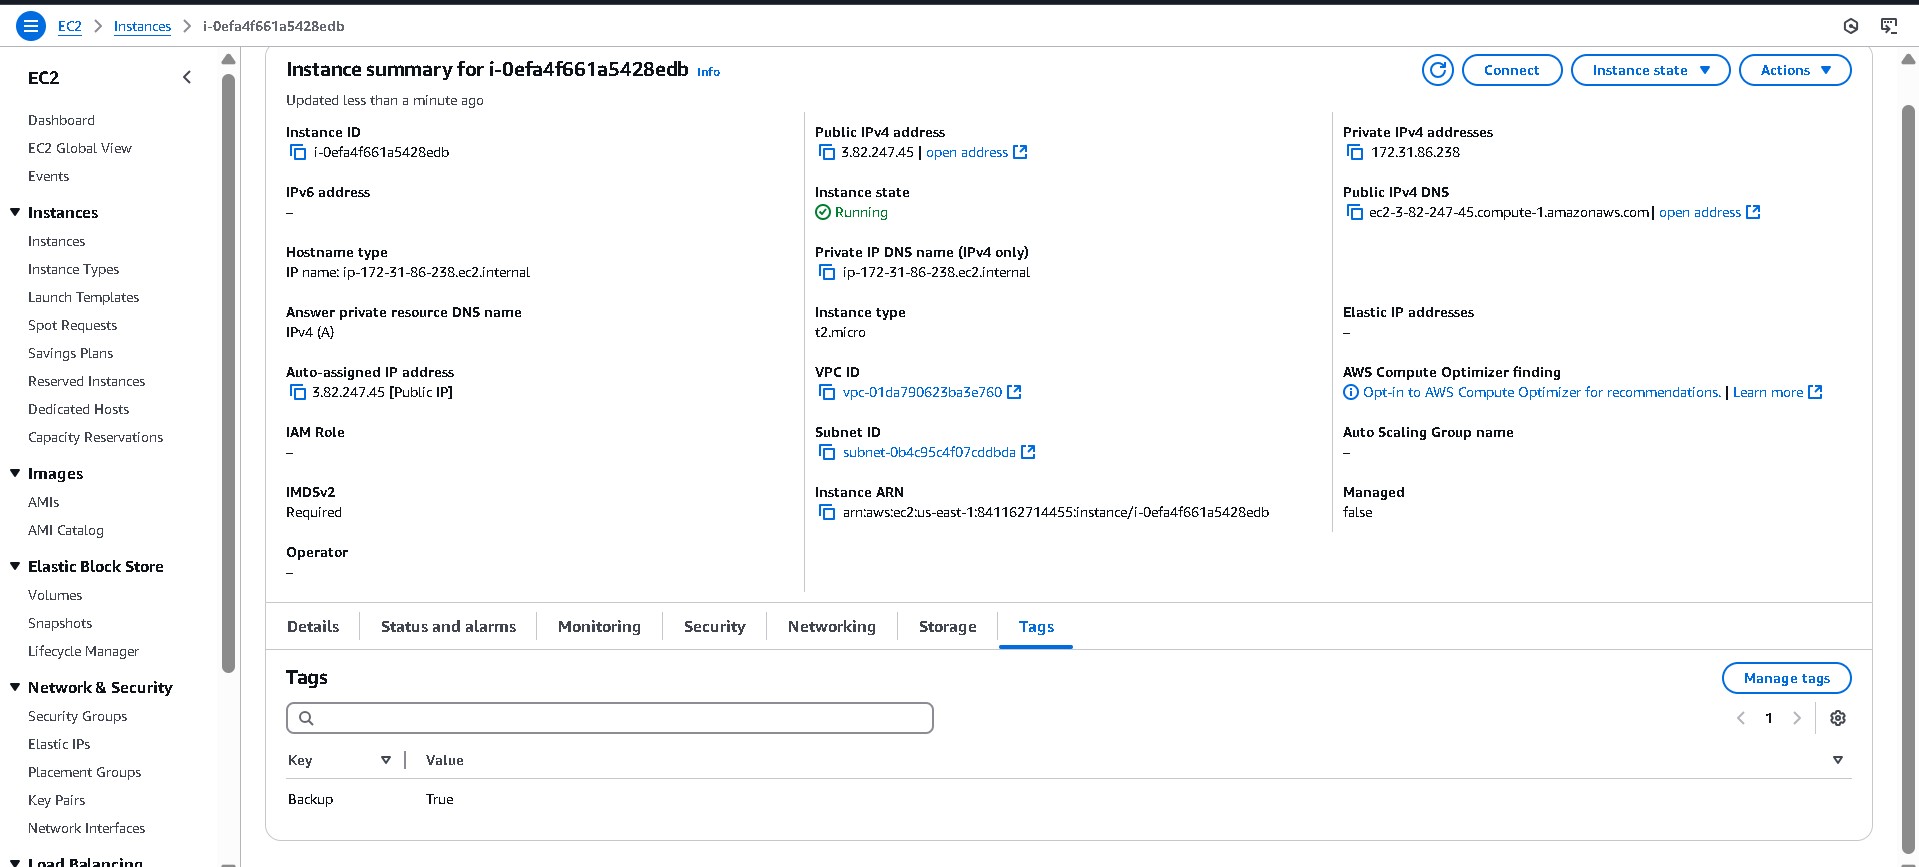 EC2 > Instances > i-0efa4f661a5428edb
EC2
Dashboard
EC2 Global View
Events
Instances
Instances
Instance Types
Launch Templates
Spot Requests
Savings Plans
Reserved Instances
Dedicated Hosts
Capacity Reservations
Images
AMIs
AMI Catalog
Elastic Block Store
Volumes
Snapshots
Lifecycle Manager
Network & Security
Security Groups
Elastic IPs
Placement Groups
Key Pairs
Network Interfaces
Load Balancing
Instance summary for i-0efa4f661a5428edb Info
Updated less than a minute ago
Connect
Instance state
Actions
Instance ID
i-0efa4f661a5428edb
IPv6 address
–
Hostname type
IP name: ip-172-31-86-238.ec2.internal
Answer private resource DNS name
IPv4 (A)
Auto-assigned IP address
3.82.247.45 [Public IP]
IAM Role
–
IMDSv2
Required
Operator
–
Public IPv4 address
3.82.247.45 | open address
Instance state
Running
Private IP DNS name (IPv4 only)
ip-172-31-86-238.ec2.internal
Instance type
t2.micro
VPC ID
vpc-01da790623ba3e760
Subnet ID
subnet-0b4c95c4f07cddbda
Instance ARN
arn:aws:ec2:us-east-1:841162714455:instance/i-0efa4f661a5428edb
Private IPv4 addresses
172.31.86.238
Public IPv4 DNS
ec2-3-82-247-45.compute-1.amazonaws.com | open address
Elastic IP addresses
–
AWS Compute Optimizer finding
Opt-in to AWS Compute Optimizer for recommendations. | Learn more
Auto Scaling Group name
–
Managed
false
Details
Status and alarms
Monitoring
Security
Networking
Storage
Tags
Tags
Manage tags
1
Key
Value
Backup
True